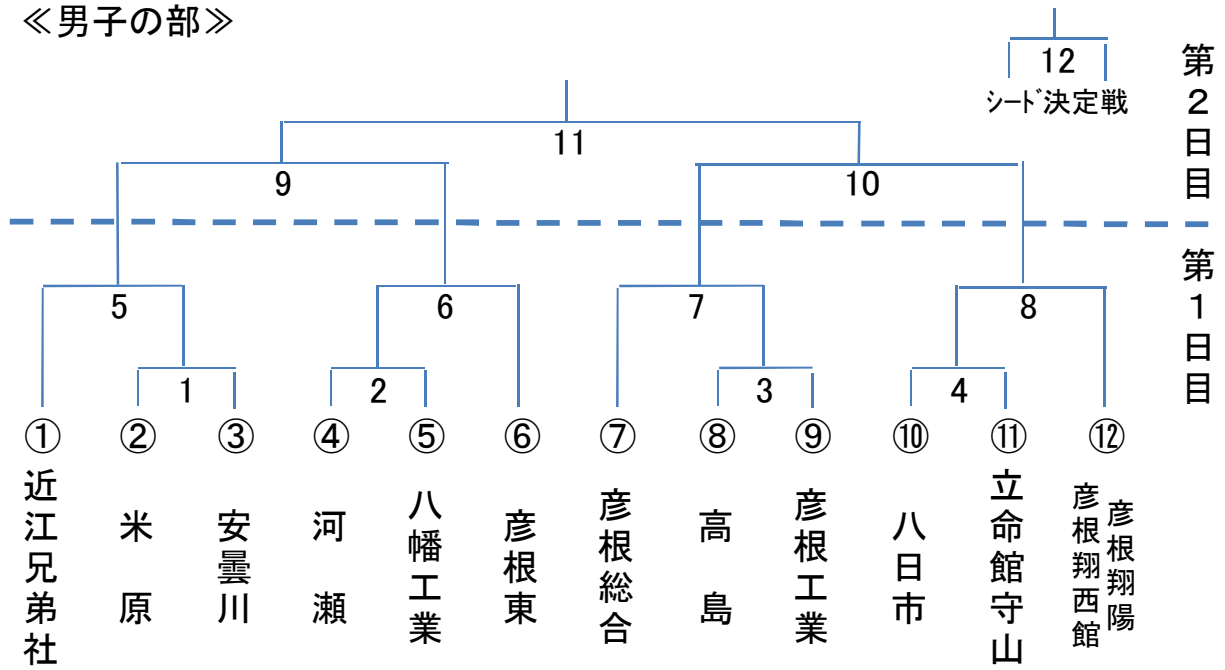 ≪男子の部≫
12
シード決定戦
第2日目
11
9
10
第1日目
5
6
7
8
1
2
3
4
①
②
③
④
⑤
⑥
⑦
⑧
⑨
⑩
⑪
⑫
近江兄弟社
米原
安曇川
河瀬
八幡工業
彦根東
彦根総合
高島
彦根工業
八日市
立命館守山
彦根翔陽
彦根翔西館